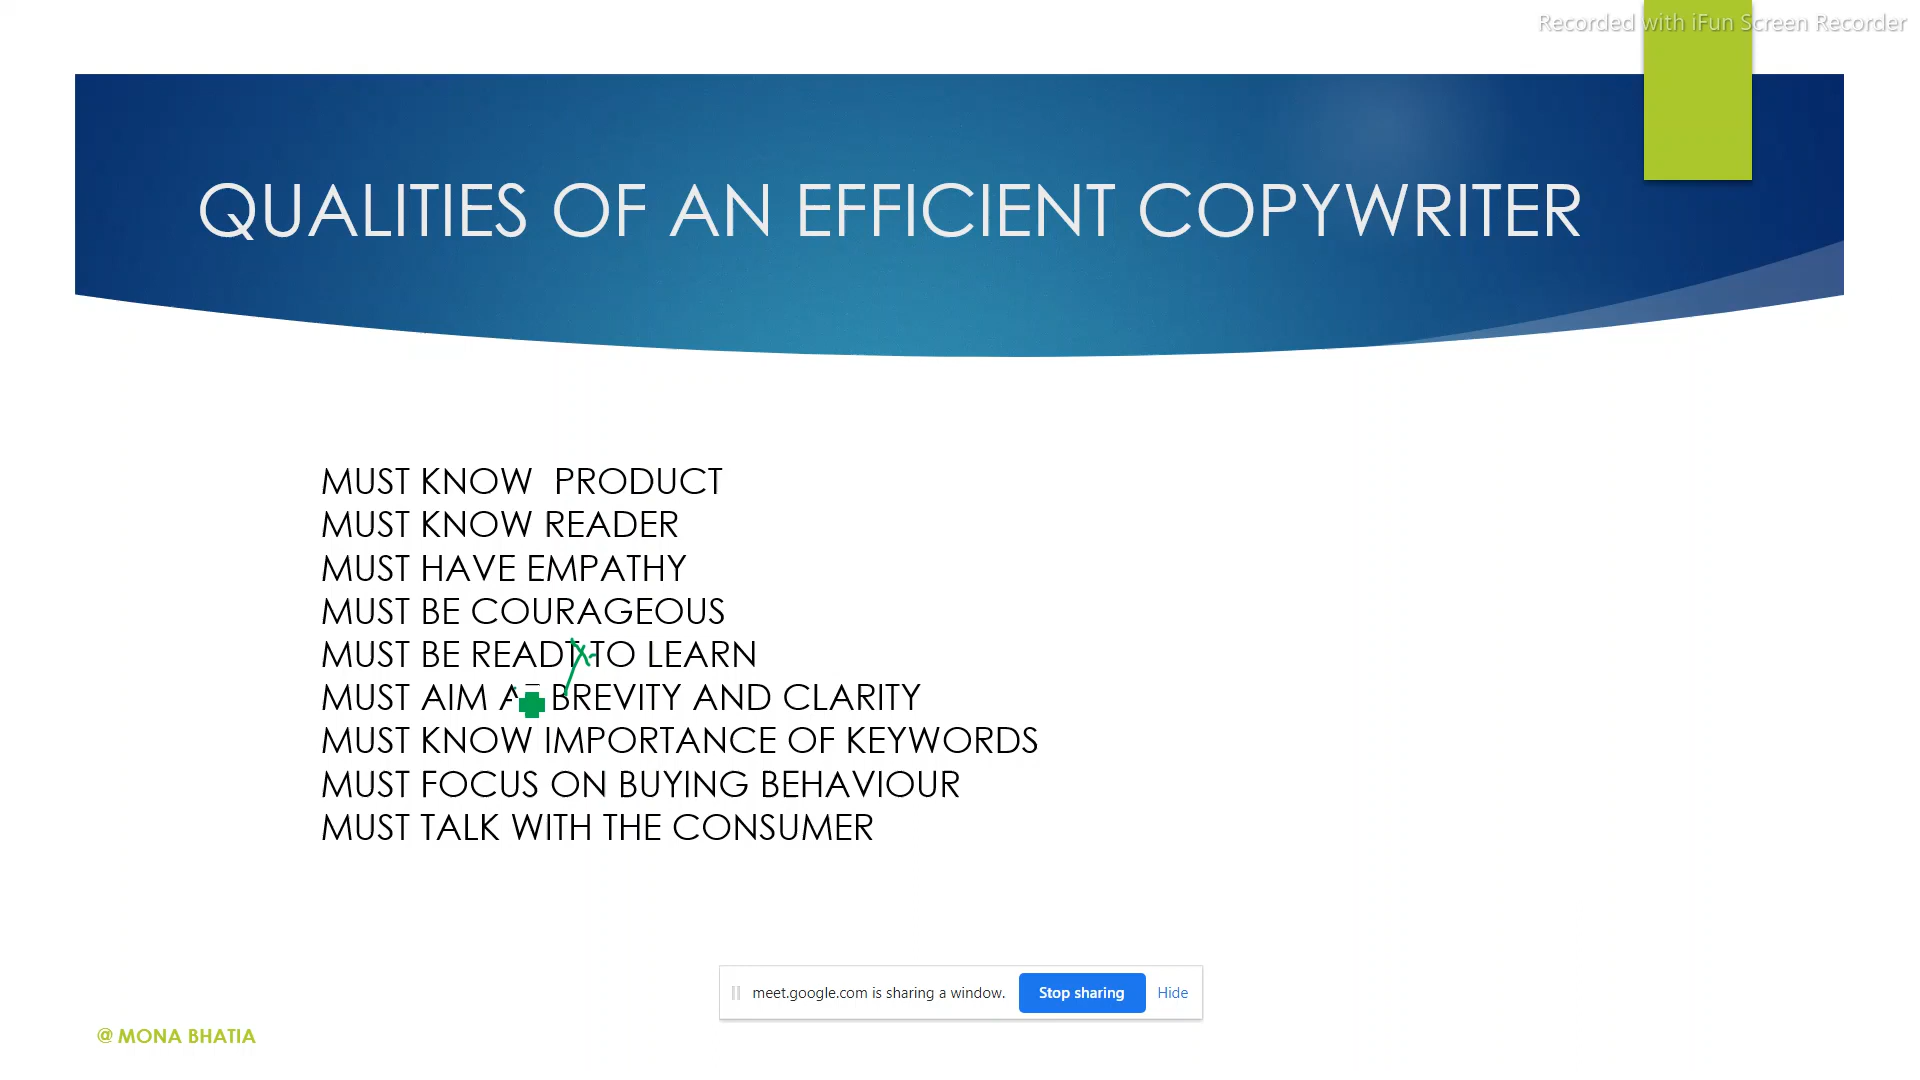 Recorded with iFun Screen Recorder
QUALITIES OF AN EFFICIENT COPYWRITER
MUST KNOW PRODUCT
MUST KNOW READER
MUST HAVE EMPATHY
MUST BE COURAGEOUS
MUST BE READY TO LEARN
MUST AIM AT BREVITY AND CLARITY
MUST KNOW IMPORTANCE OF KEYWORDS
MUST FOCUS ON BUYING BEHAVIOUR
MUST TALK WITH THE CONSUMER
meet.google.com is sharing a window. Stop sharing Hide
@ MONA BHATIA